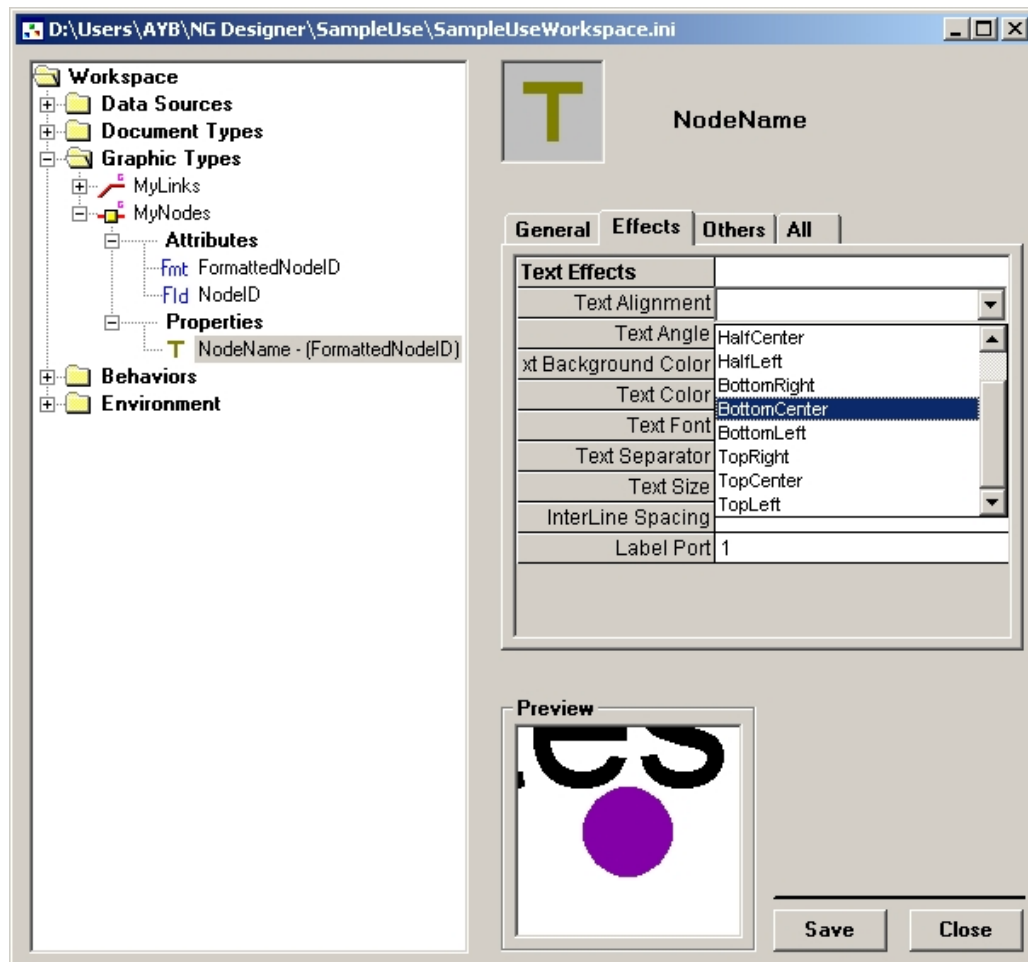 D:\Users\AYB\NG Designer\SampleUse\SampleUseWorkspace.ini
Workspace
Data Sources
Document Types
Graphic Types
MyLinks
MyNodes
Attributes
Fmt FormattedNodeID
Fld NodeID
Properties
T NodeName - (FormattedNodeID)
Behaviors
Environment
T
NodeName
General Effects Others All
Text Effects
Text Alignment
Text Angle
xt Background Color
Text Color
Text Font
Text Separator
Text Size
InterLine Spacing
Label Port 1
HalfCenter
HalfLeft
BottomRight
BottomCenter
BottomLeft
TopRight
TopCenter
TopLeft
Preview
es
Save Close